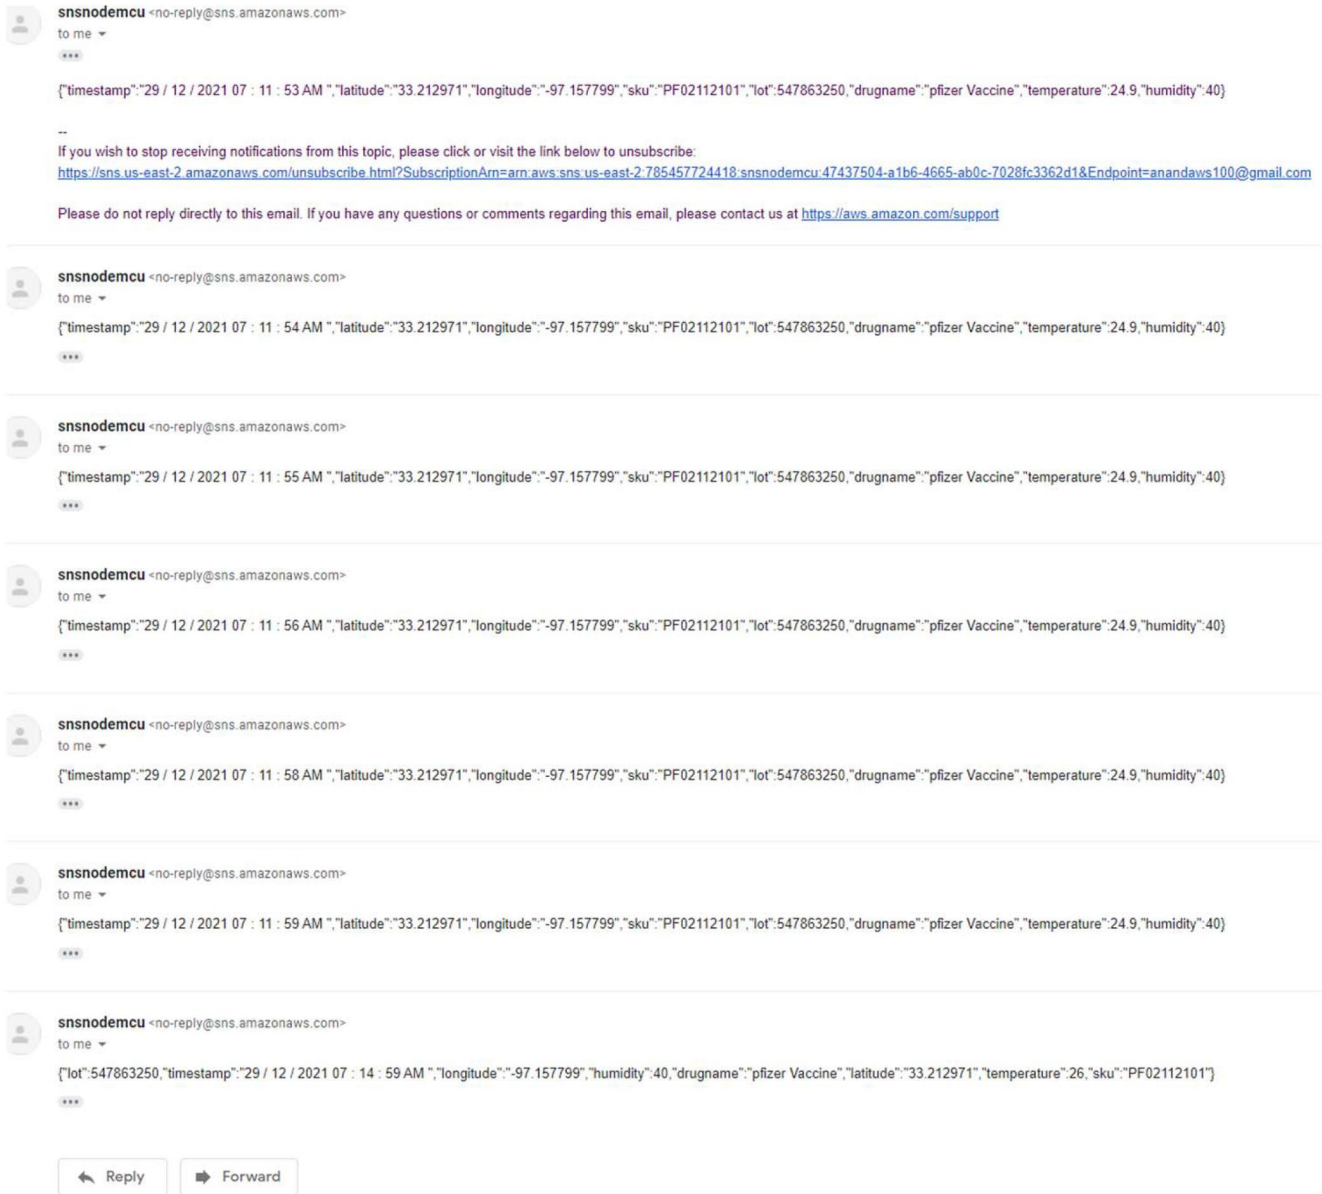 snsnodemcu <no-reply@sns.amazonaws.com>
to me
{"timestamp":"29 / 12 / 2021 07 : 11 : 53 AM ","latitude":"33.212971","longitude":"-97.157799","sku":"PF02112101","lot":547863250,"drugname":"pfizer Vaccine","temperature":24.9,"humidity":40}
--
If you wish to stop receiving notifications from this topic, please click or visit the link below to unsubscribe:
https://sns.us-east-2.amazonaws.com/unsubscribe.html?SubscriptionArn=arn:aws:sns:us-east-2:785457724418:snsnodemcu:47437504-a1b6-4665-ab0c-7028fc3362d1&Endpoint=anandaws100@gmail.com
Please do not reply directly to this email. If you have any questions or comments regarding this email, please contact us at https://aws.amazon.com/support
snsnodemcu <no-reply@sns.amazonaws.com>
to me
{"timestamp":"29 / 12 / 2021 07 : 11 : 54 AM ","latitude":"33.212971","longitude":"-97.157799","sku":"PF02112101","lot":547863250,"drugname":"pfizer Vaccine","temperature":24.9,"humidity":40}
snsnodemcu <no-reply@sns.amazonaws.com>
to me
{"timestamp":"29 / 12 / 2021 07 : 11 : 55 AM ","latitude":"33.212971","longitude":"-97.157799","sku":"PF02112101","lot":547863250,"drugname":"pfizer Vaccine","temperature":24.9,"humidity":40}
snsnodemcu <no-reply@sns.amazonaws.com>
to me
{"timestamp":"29 / 12 / 2021 07 : 11 : 56 AM ","latitude":"33.212971","longitude":"-97.157799","sku":"PF02112101","lot":547863250,"drugname":"pfizer Vaccine","temperature":24.9,"humidity":40}
snsnodemcu <no-reply@sns.amazonaws.com>
to me
{"timestamp":"29 / 12 / 2021 07 : 11 : 58 AM ","latitude":"33.212971","longitude":"-97.157799","sku":"PF02112101","lot":547863250,"drugname":"pfizer Vaccine","temperature":24.9,"humidity":40}
snsnodemcu <no-reply@sns.amazonaws.com>
to me
{"timestamp":"29 / 12 / 2021 07 : 11 : 59 AM ","latitude":"33.212971","longitude":"-97.157799","sku":"PF02112101","lot":547863250,"drugname":"pfizer Vaccine","temperature":24.9,"humidity":40}
snsnodemcu <no-reply@sns.amazonaws.com>
to me
{"lot":547863250,"timestamp":"29 / 12 / 2021 07 : 14 : 59 AM ","longitude":"-97.157799","humidity":40,"drugname":"pfizer Vaccine","latitude":"33.212971","temperature":26,"sku":"PF02112101"}
Reply Forward